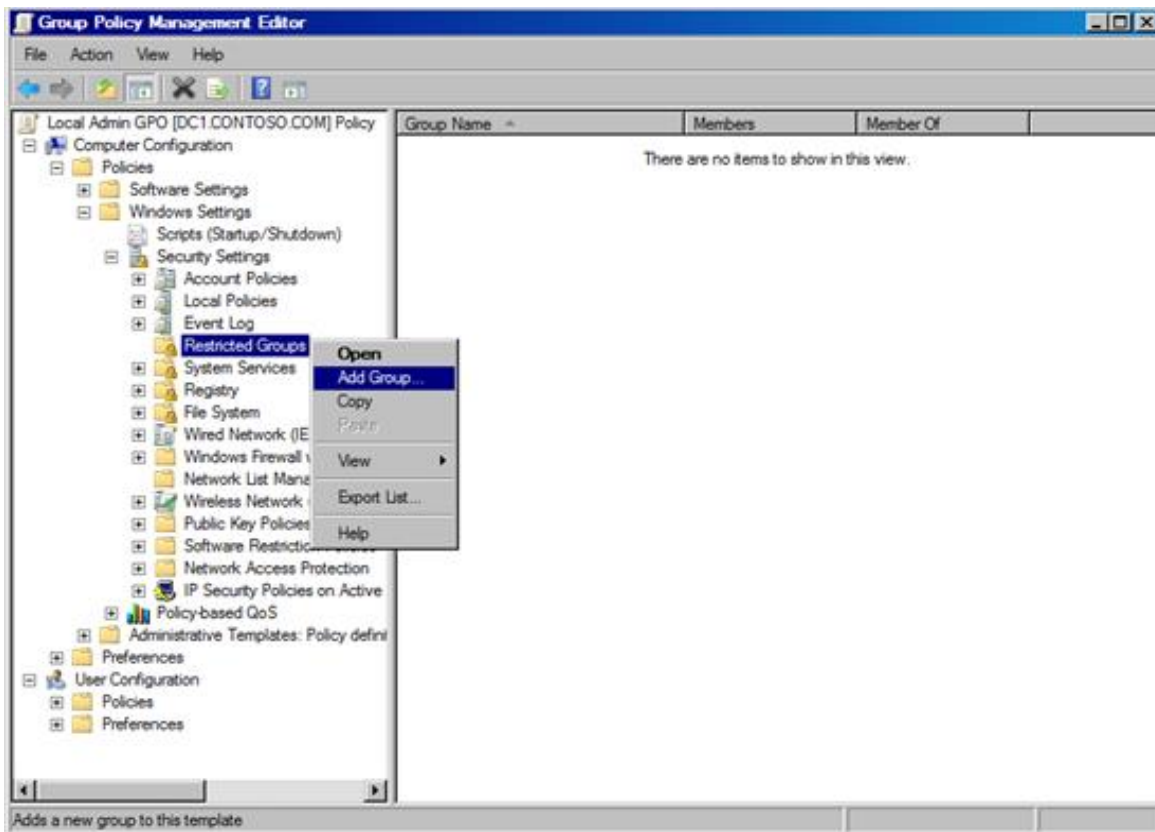 Group Policy Management Editor
File Action View Help
Local Admin GPO [DC1.CONTOSO.COM] Policy
Computer Configuration
Policies
Software Settings
Windows Settings
Scripts (Startup/Shutdown)
Security Settings
Account Policies
Local Policies
Event Log
Restricted Groups
System Services
Registry
File System
Wired Network (IE
Windows Firewall
Network List Mana
Wireless Network
Public Key Policies
Software Restriction Policies
Network Access Protection
IP Security Policies on Active
Policy-based QoS
Administrative Templates: Policy defini
Preferences
User Configuration
Policies
Preferences
Open
Add Group...
Copy
Paste
View
Export List...
Help
Group Name Members Member Of
There are no items to show in this view.
Adds a new group to this template